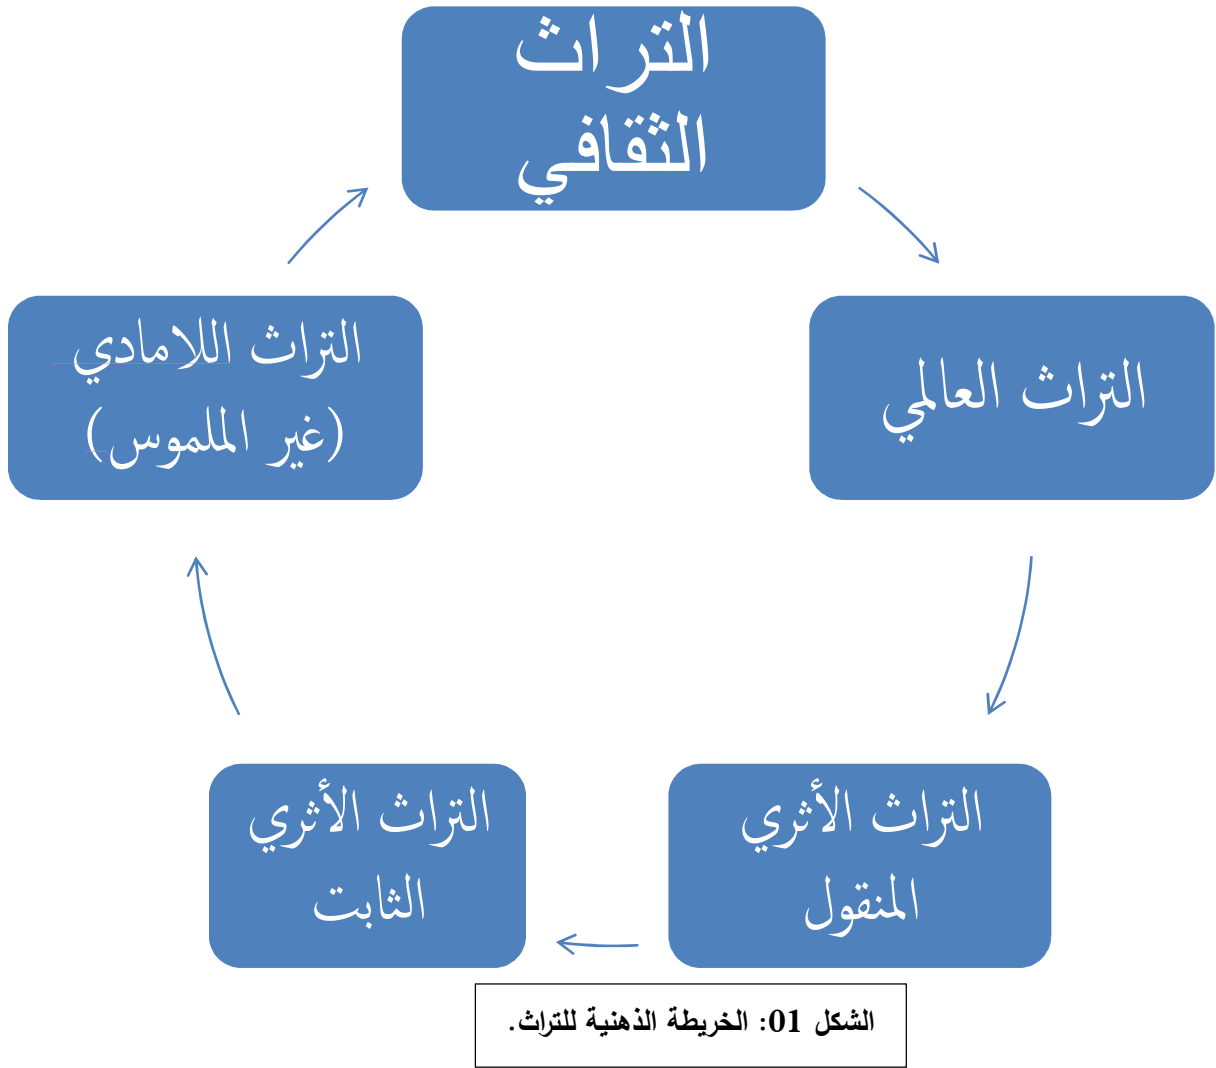 التراث
الثقافي
التراث العالمي
التراث الأثري
المنقول
التراث الأثري
الثابت
التراث اللامادي
(غير الملموس)
الشكل 01: الخريطة الذهنية للتراث.